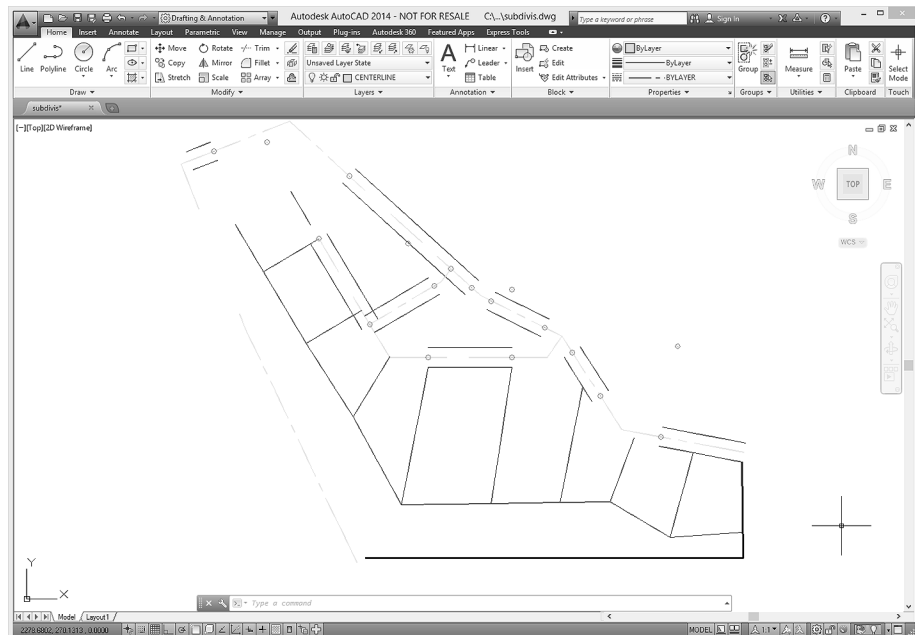 Drafting & Annotation
Autodesk AutoCAD 2014 - NOT FOR RESALE C:\...\subdivis.dwg
Type a keyword or phrase
Sign In
Home Insert Annotate Layout Parametric View Manage Output Plug-ins Autodesk 360 Featured Apps Express Tools
Line Polyline Circle Arc
Move Rotate Trim
Copy Mirror Fillet
Stretch Scale Array
Unsaved Layer State
CENTERLINE
Text
Linear
Leader
Table
Insert
Create
Edit
Edit Attributes
ByLayer
ByLayer
BYLAYER
Group
Measure
Paste
Select Mode
Draw Modify Layers Annotation Block Properties Groups Utilities Clipboard Touch
subdivis*
[-][Top][2D Wireframe]
N
W TOP E
S
WCS
Y
X
Type a command
Model Layout1
2278.6802, 270.1313, 0.0000
MODEL
1:1